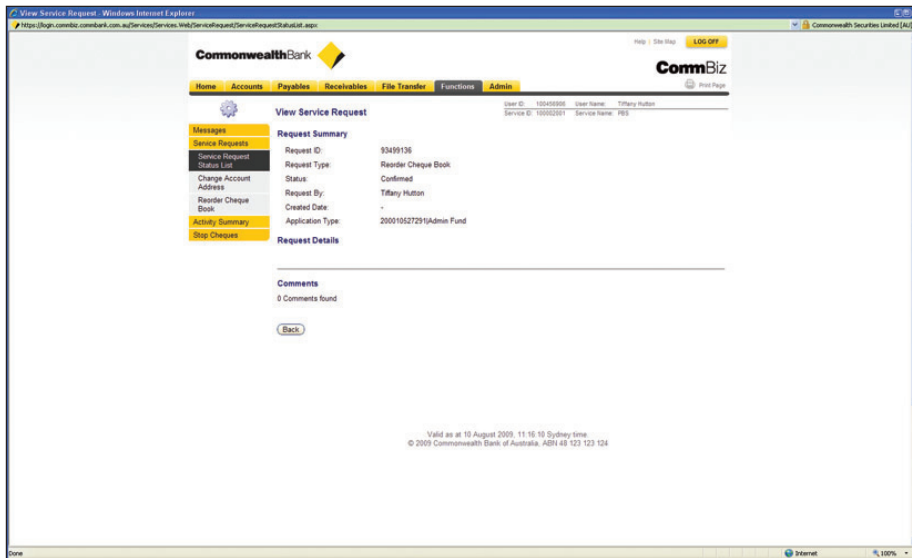 View Service Request - Windows Internet Explorer
https://login.commbiz.commbank.com.au/Services/Services.Web/ServiceRequest/ServiceRequestStatusList.aspx
Commonwealth Securities Limited [AU]
CommonwealthBank
Help | Site Map
LOG OFF
CommBiz
Home Accounts Payables Receivables File Transfer Functions Admin
Print Page
User ID: 100456906 User Name: Tiffany Hutton
Service ID: 100002001 Service Name: PBS
View Service Request
Messages
Service Requests
Service Request
Status List
Change Account
Address
Reorder Cheque
Book
Activity Summary
Stop Cheques
Request Summary
Request ID: 93499136
Request Type: Reorder Cheque Book
Status: Confirmed
Request By: Tiffany Hutton
Created Date: -
Application Type: 200010527291|Admin Fund
Request Details
Comments
0 Comments found
Back
Valid as at 10 August 2009, 11:16:10 Sydney time
© 2009 Commonwealth Bank of Australia. ABN 48 123 123 124
Done
Internet
100%